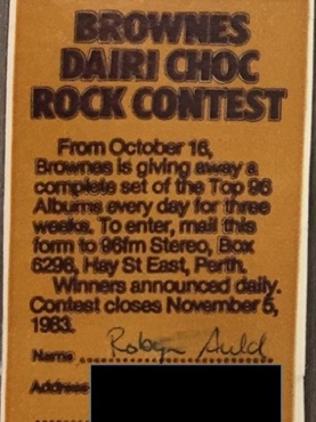 BROWNES
DAIRI CHOC
ROCK CONTEST
From October 16,
Brownes is giving away a
complete set of the Top 96
Albums every day for three
weeks. To enter, mail this
form to 96fm Stereo, Box
6296, Hay St East, Perth.
Winners announced daily.
Contest closes November 5,
1983.
Name Robyn Auld
Address